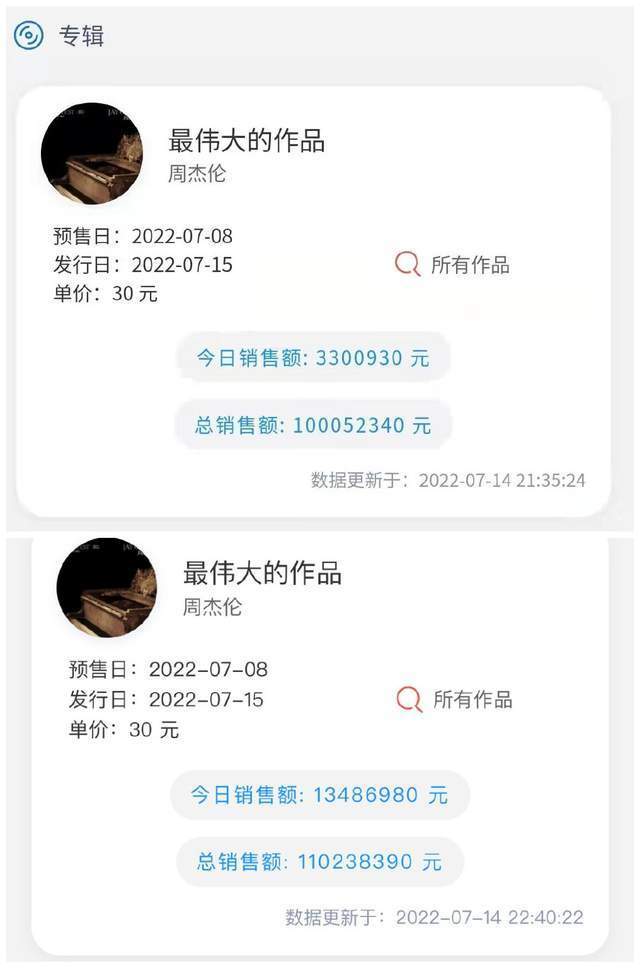 专辑
最伟大的作品
周杰伦
预售日：2022-07-08
发行日：2022-07-15
所有作品
单价：30 元
今日销售额: 3300930 元
总销售额: 100052340 元
数据更新于：2022-07-14 21:35:24
最伟大的作品
周杰伦
预售日：2022-07-08
发行日：2022-07-15
所有作品
单价：30 元
今日销售额: 13486980 元
总销售额: 110238390 元
数据更新于：2022-07-14 22:40:22